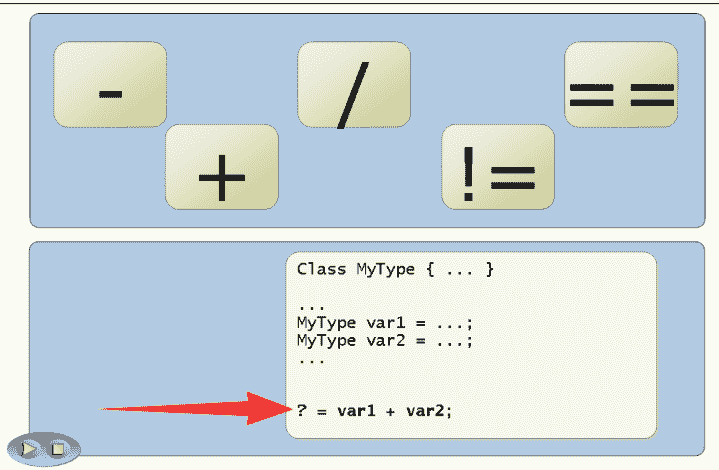 - / ==
+ !=
Class MyType { ... }
...
MyType var1 = ...;
MyType var2 = ...;
...
? = var1 + var2;